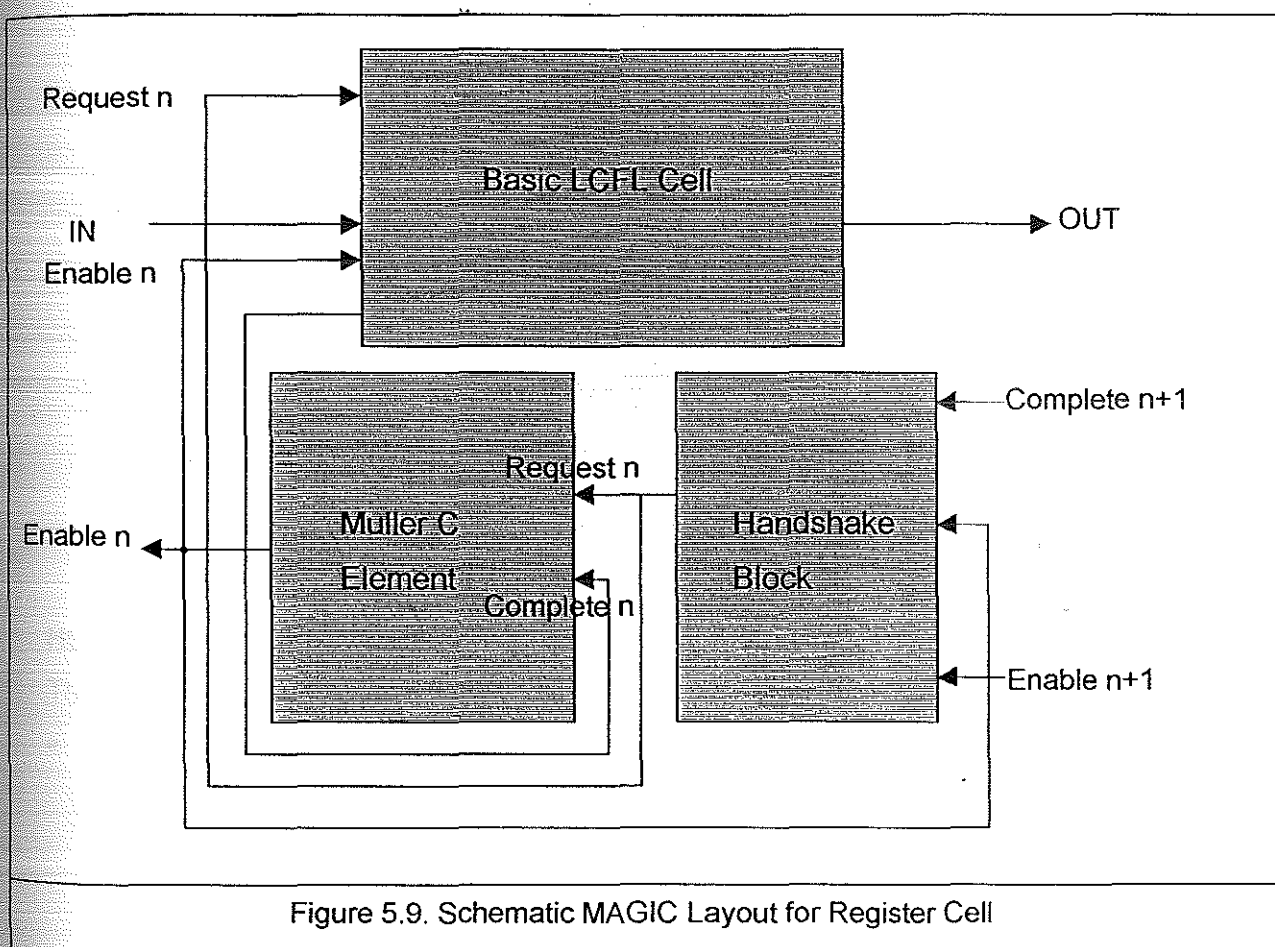 Request n
Basic LCFL Cell
IN
OUT
Enable n
Complete n+1
Request n
Enable n
Muller C
Element
Handshake
Block
Complete n
Enable n+1
Figure 5.9. Schematic MAGIC Layout for Register Cell